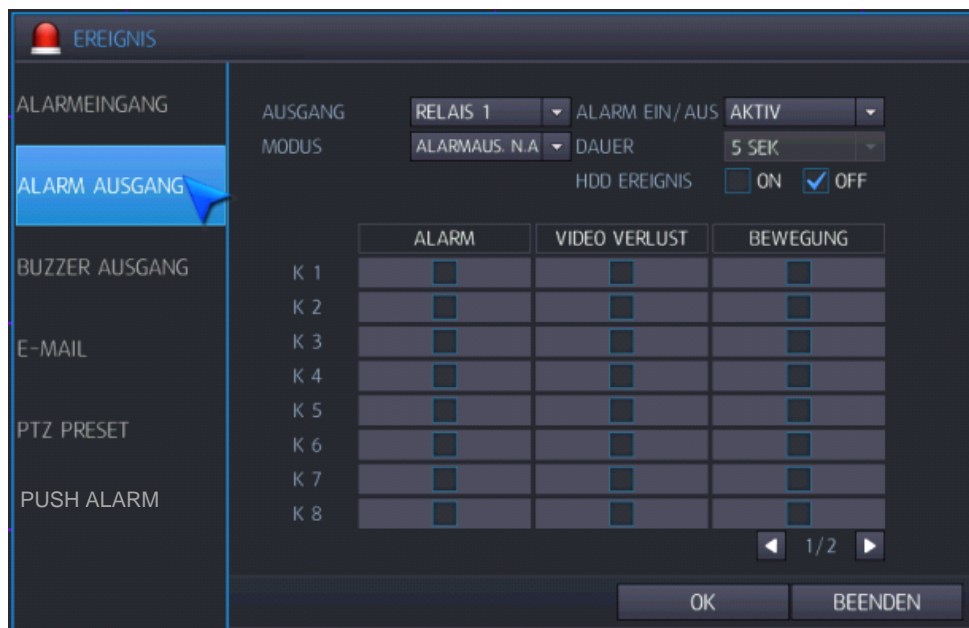 EREIGNIS
ALARMEINGANG
ALARM AUSGANG
BUZZER AUSGANG
E-MAIL
PTZ PRESET
PUSH ALARM
AUSGANG RELAIS 1 ALARM EIN/AUS AKTIV
MODUS ALARMAUS. N.A DAUER 5 SEK
HDD EREIGNIS ON OFF
ALARM VIDEO VERLUST BEWEGUNG
K 1
K 2
K 3
K 4
K 5
K 6
K 7
K 8
1/2
OK BEENDEN